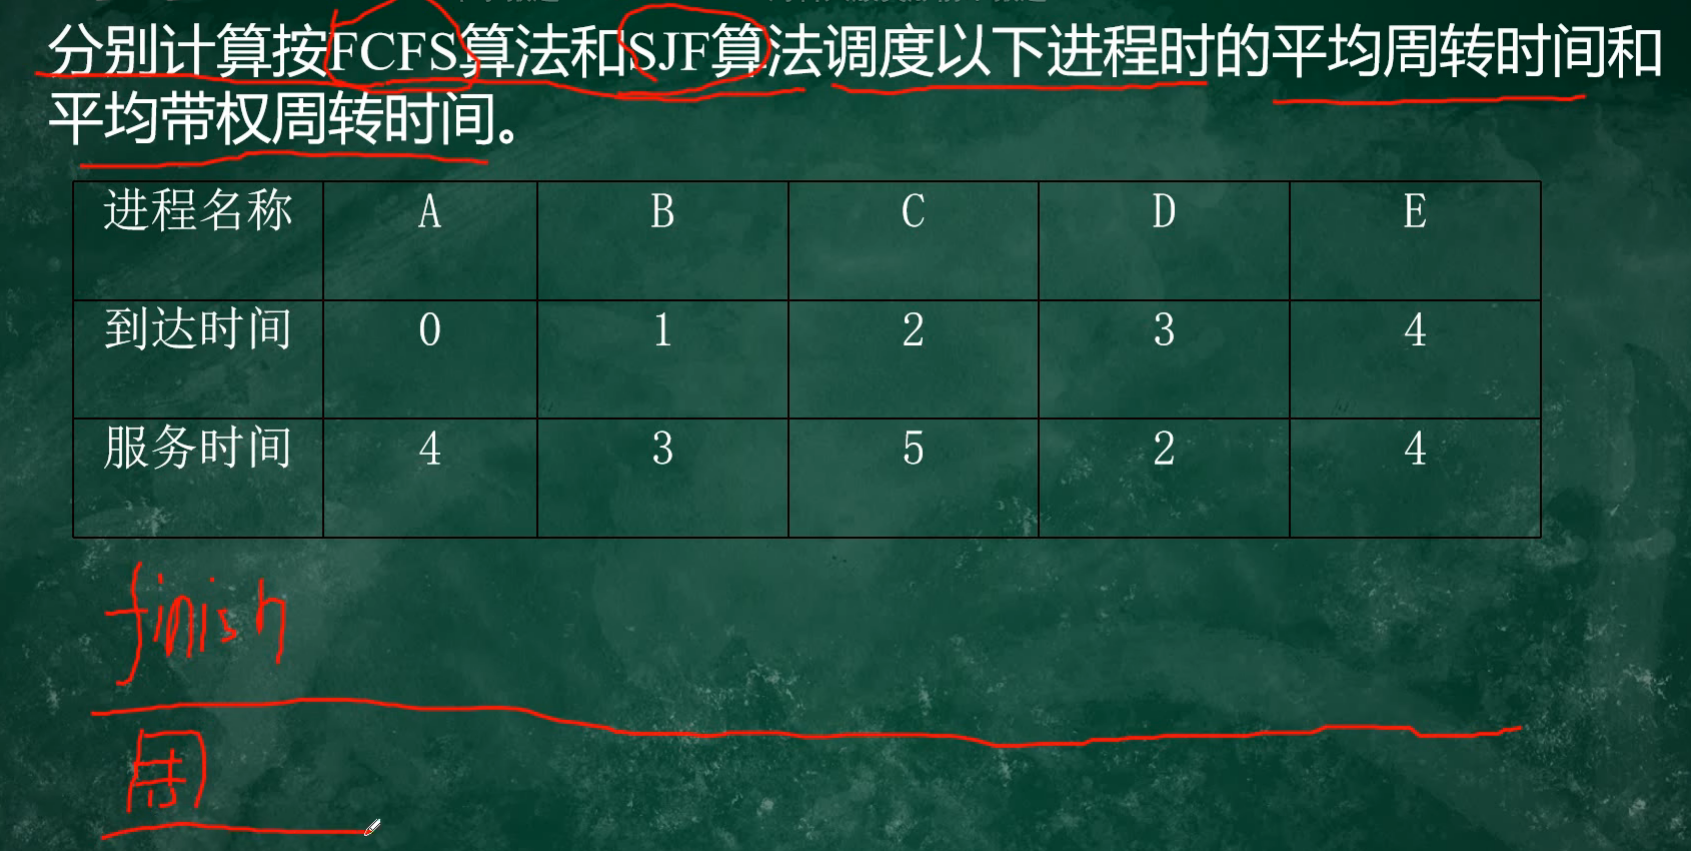 分别计算按FCFS算法和SJF算法调度以下进程时的平均周转时间和
平均带权周转时间。
进程名称 A B C D E
到达时间 0 1 2 3 4
服务时间 4 3 5 2 4
finish
周